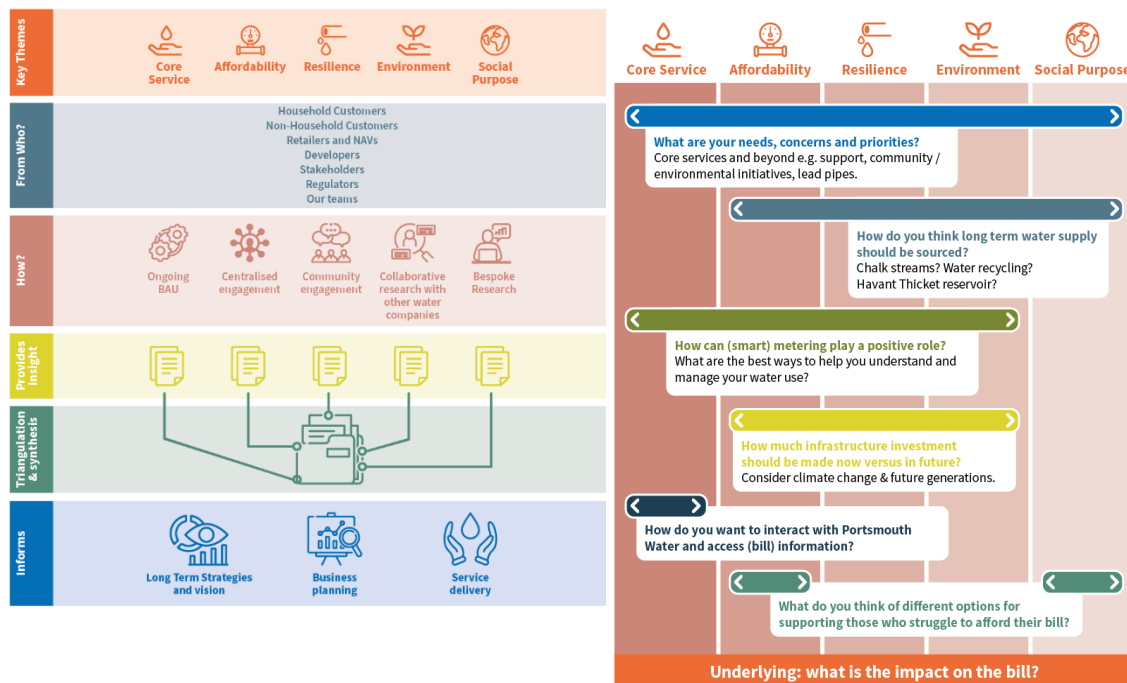 Key Themes
Core
Service
Affordability
Resilience
Environment
Social
Purpose
From Who?
Household Customers
Non-Household Customers
Retailers and NAVs
Developers
Stakeholders
Regulators
Our teams
How?
Ongoing
BAU
Centralised
engagement
Community
engagement
Collaborative
research with
other water
companies
Bespoke
Research
Provides
insight
Triangulation
& synthesis
Informs
Long Term Strategies
and vision
Business
planning
Service
delivery
Core Service
Affordability
Resilience
Environment
Social Purpose
What are your needs, concerns and priorities?
Core services and beyond e.g. support, community /
environmental initiatives, lead pipes.
How do you think long term water supply
should be sourced?
Chalk streams? Water recycling?
Havant Thicket reservoir?
How can (smart) metering play a positive role?
What are the best ways to help you understand and
manage your water use?
How much infrastructure investment
should be made now versus in future?
Consider climate change & future generations.
How do you want to interact with Portsmouth
Water and access (bill) information?
What do you think of different options for
supporting those who struggle to afford their bill?
Underlying: what is the impact on the bill?